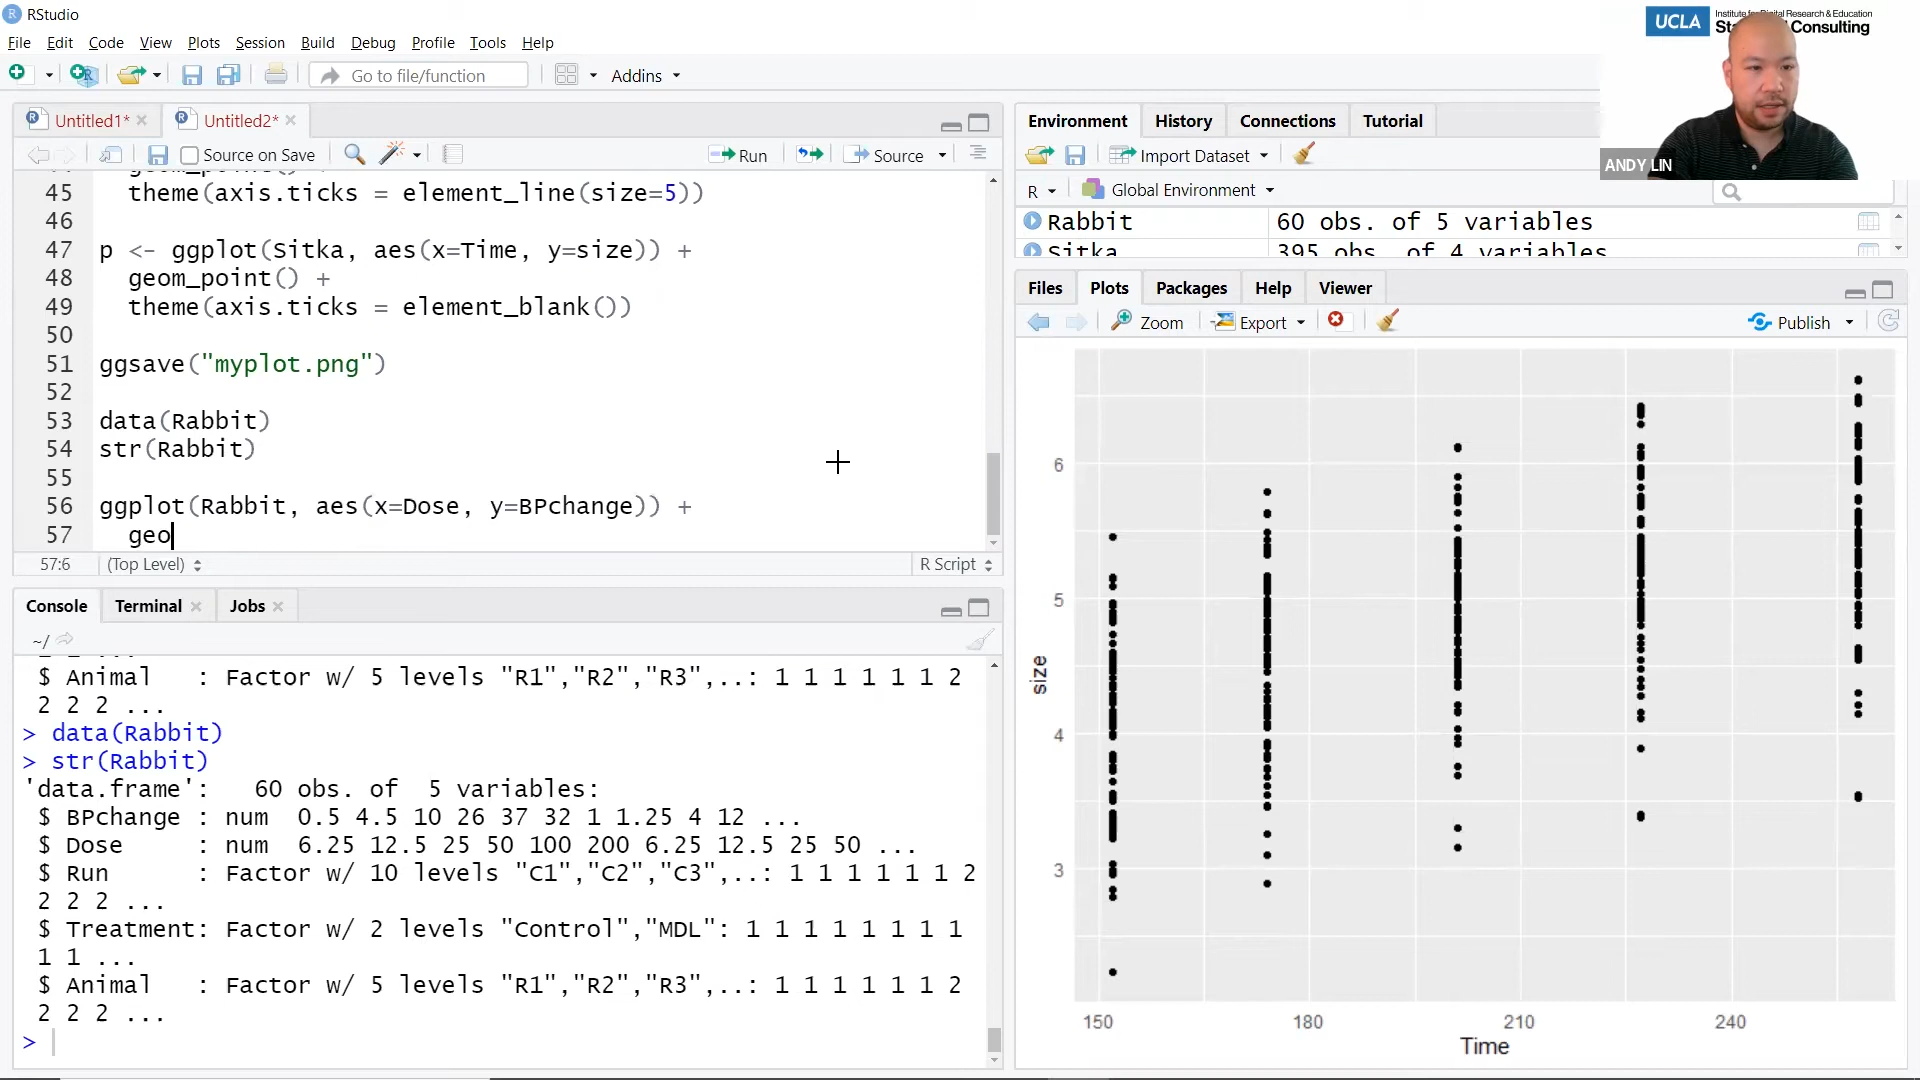 RStudio
File Edit Code View Plots Session Build Debug Profile Tools Help
Go to file/function Addins
UCLA Institute for Digital Research & Education
Consulting
ANDY LIN
Untitled1* Untitled2*
Source on Save Run Source
45 theme(axis.ticks = element_line(size=5))
46
47 p <- ggplot(Sitka, aes(x=Time, y=size)) +
48 geom_point() +
49 theme(axis.ticks = element_blank())
50
51 ggsave("myplot.png")
52
53 data(Rabbit)
54 str(Rabbit)
55
56 ggplot(Rabbit, aes(x=Dose, y=BPchange)) +
57 geo
57:6 (Top Level) R Script
Console Terminal Jobs
~/
$ Animal : Factor w/ 5 levels "R1","R2","R3",..: 1 1 1 1 1 1 2
2 2 2 ...
> data(Rabbit)
> str(Rabbit)
'data.frame': 60 obs. of 5 variables:
$ BPchange : num 0.5 4.5 10 26 37 32 1 1.25 4 12 ...
$ Dose : num 6.25 12.5 25 50 100 200 6.25 12.5 25 50 ...
$ Run : Factor w/ 10 levels "C1","C2","C3",..: 1 1 1 1 1 1 2
2 2 2 ...
$ Treatment: Factor w/ 2 levels "Control","MDL": 1 1 1 1 1 1 1 1
1 1 ...
$ Animal : Factor w/ 5 levels "R1","R2","R3",..: 1 1 1 1 1 1 2
2 2 2 ...
>
Environment History Connections Tutorial
Import Dataset
R Global Environment
Rabbit 60 obs. of 5 variables
Sitka 395 obs. of 4 variables
Files Plots Packages Help Viewer
Zoom Export Publish
6
5
4
3
size
150 180 210 240
Time